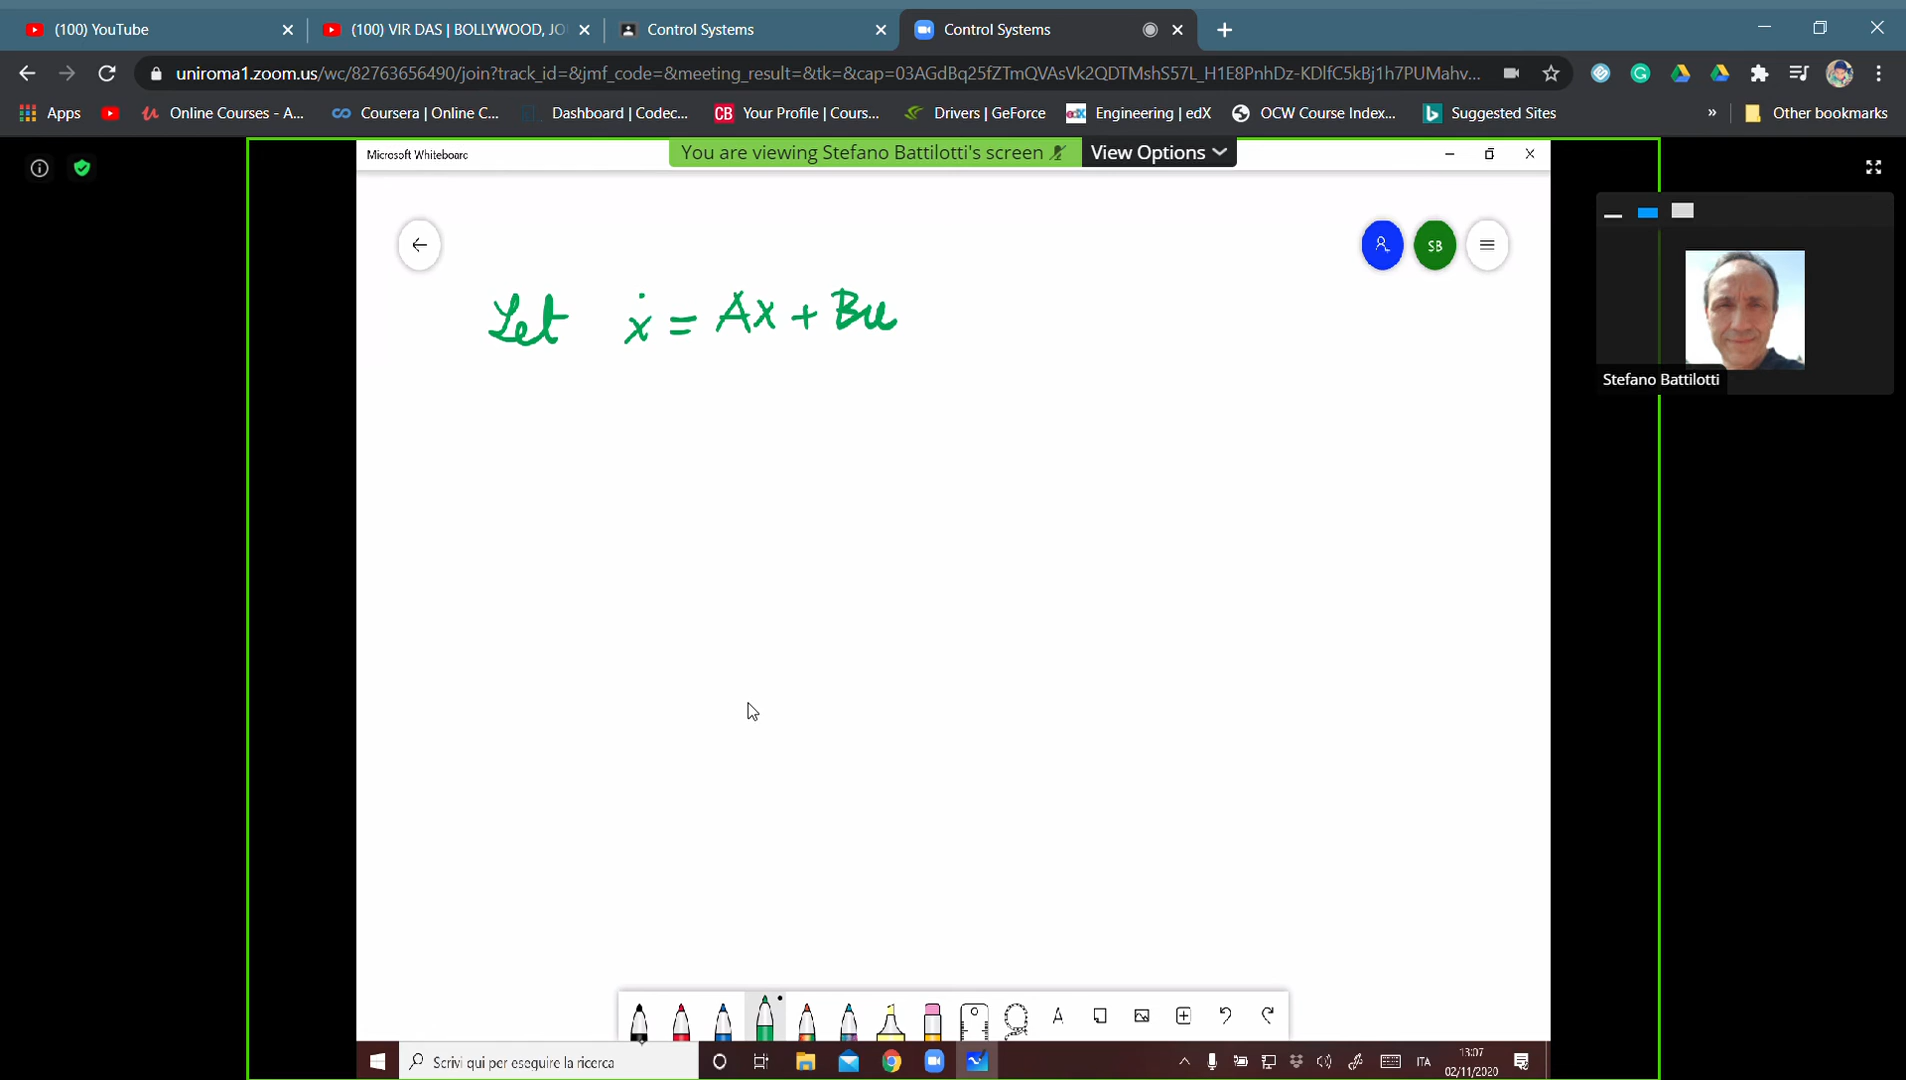 (100) YouTube
(100) VIR DAS | BOLLYWOOD, JO
Control Systems
Control Systems
uniroma1.zoom.us/wc/82763656490/join?track_id=&jmf_code=&meeting_result=&tk=&cap=03AGdBq25fZTmQVAsVk2QDTMshS57L_H1E8PnhDz-KDlfC5kBj1h7PUMahv...
Apps
Online Courses - A...
Coursera | Online C...
Dashboard | Codec...
CB
Your Profile | Cours...
Drivers | GeForce
edX
Engineering | edX
OCW Course Index...
Suggested Sites
»
Other bookmarks
Microsoft Whiteboard
You are viewing Stefano Battilotti's screen
View Options
SB
Let ẋ = Ax + Bu
Stefano Battilotti
Scrivi qui per eseguire la ricerca
ITA
13:07
02/11/2020